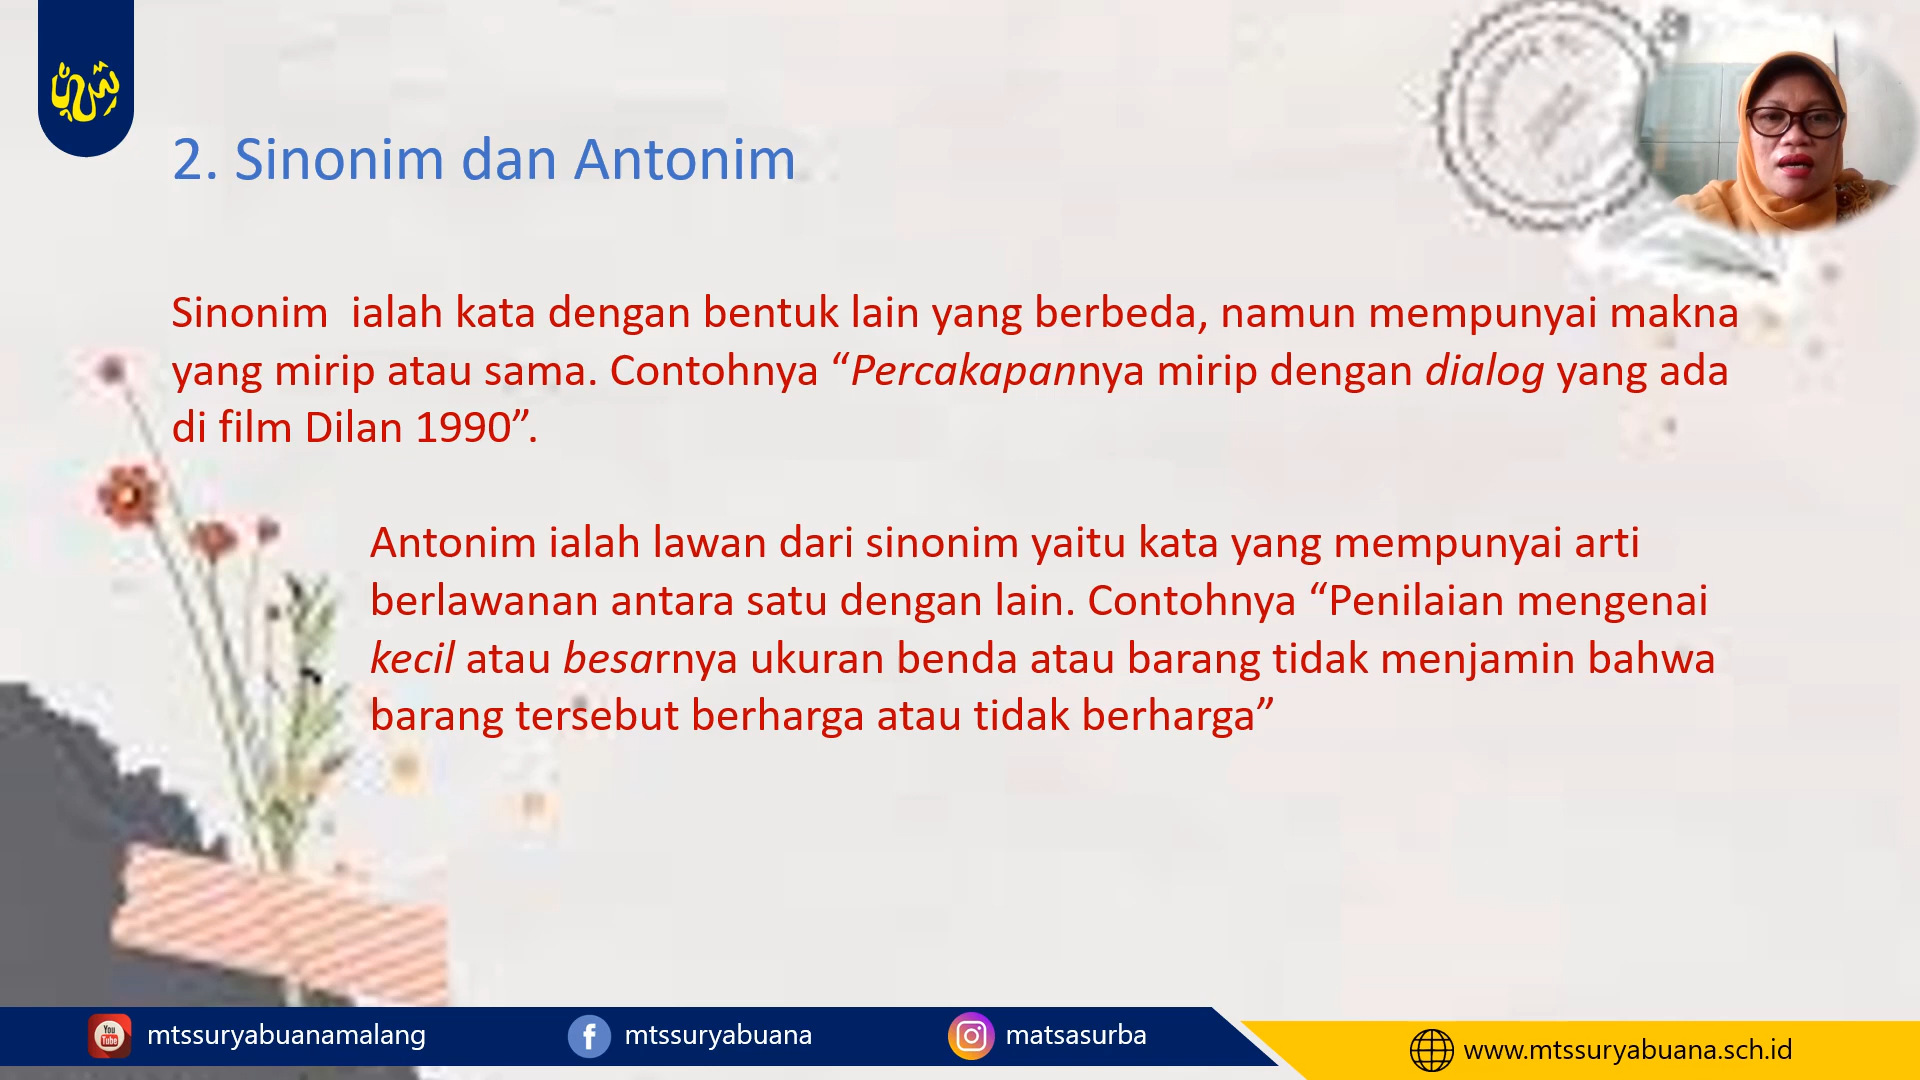 2. Sinonim dan Antonim
Sinonim  ialah kata dengan bentuk lain yang berbeda, namun mempunyai makna
yang mirip atau sama. Contohnya “Percakapannya mirip dengan dialog yang ada
di film Dilan 1990”.
Antonim ialah lawan dari sinonim yaitu kata yang mempunyai arti
berlawanan antara satu dengan lain. Contohnya “Penilaian mengenai
kecil atau besarnya ukuran benda atau barang tidak menjamin bahwa
barang tersebut berharga atau tidak berharga”
You
Tube
mtssuryabuanamalang
mtssuryabuana
matsasurba
www.mtssuryabuana.sch.id